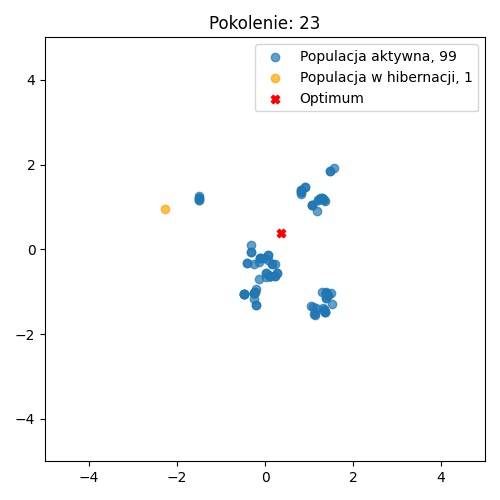 Pokolenie: 23
Populacja aktywna, 99
Populacja w hibernacji, 1
Optimum
4
2
0
−2
−4
−4 −2 0 2 4